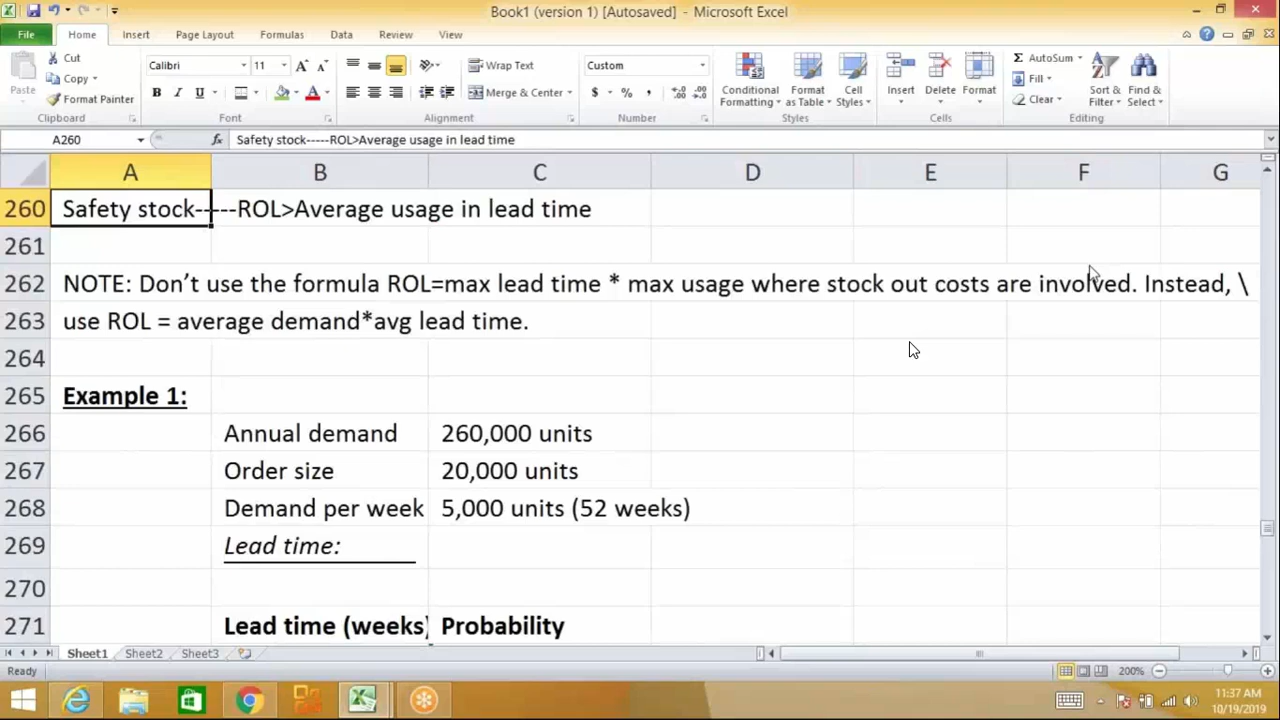 Book1 (version 1) [Autosaved] - Microsoft Excel
File Home Insert Page Layout Formulas Data Review View
Cut
Copy
Format Painter
Paste
Clipboard
Calibri 11
B I U
Font
Wrap Text
Merge & Center
Alignment
Custom
$ % ,
Number
Conditional Formatting
Format as Table
Cell Styles
Styles
Insert Delete Format
Cells
AutoSum
Fill
Clear
Sort & Filter
Find & Select
Editing
A260 fx Safety stock-----ROL>Average usage in lead time
A B C D E F G
260 Safety stock-----ROL>Average usage in lead time
261
262 NOTE: Don’t use the formula ROL=max lead time * max usage where stock out costs are involved. Instead, \
263 use ROL = average demand*avg lead time.
264
265 Example 1:
266 Annual demand 260,000 units
267 Order size 20,000 units
268 Demand per week 5,000 units (52 weeks)
269 Lead time:
270
271 Lead time (weeks) Probability
Sheet1 Sheet2 Sheet3
Ready 200%
11:37 AM
10/19/2019